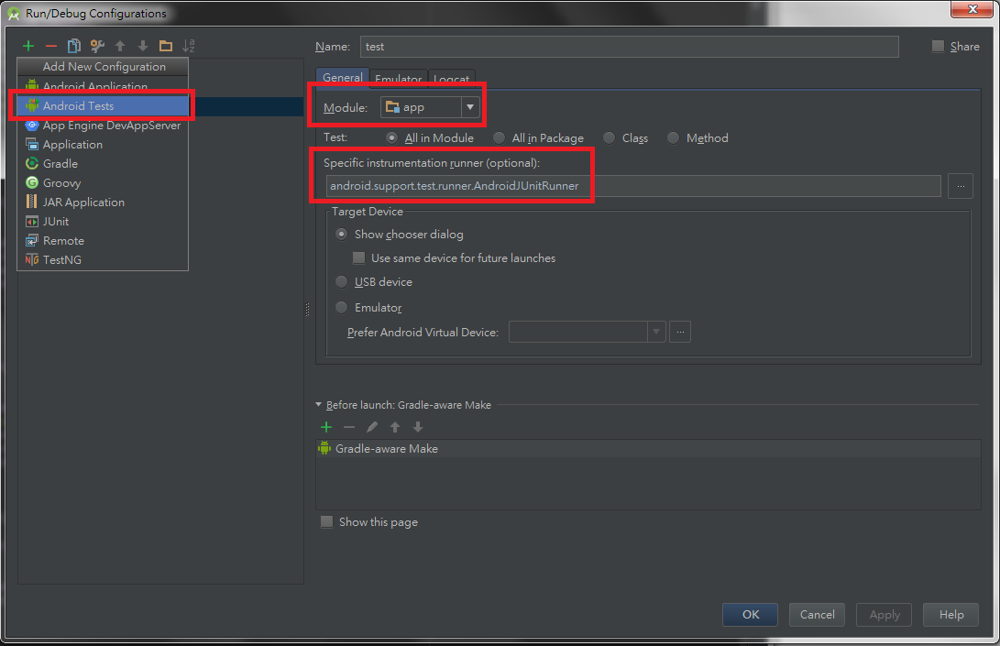 Run/Debug Configurations
Name: test Share
Add New Configuration
Android Application
Android Tests
App Engine DevAppServer
Application
Gradle
Groovy
JAR Application
JUnit
Remote
TestNG
General Emulator Logcat
Module: app
Test: All in Module All in Package Class Method
Specific instrumentation runner (optional):
android.support.test.runner.AndroidJUnitRunner ...
Target Device
Show chooser dialog
Use same device for future launches
USB device
Emulator
Prefer Android Virtual Device: ...
Before launch: Gradle-aware Make
Gradle-aware Make
Show this page
OK Cancel Apply Help